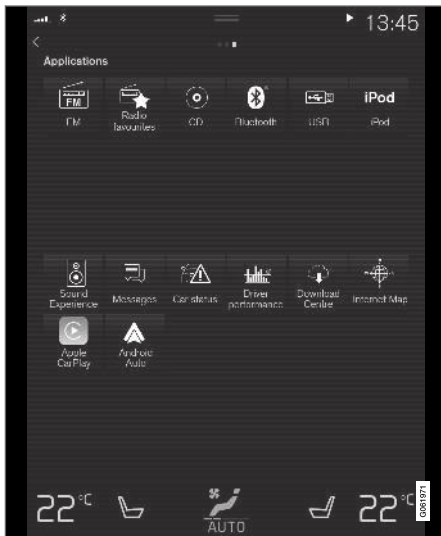 13:45
Applications
FM
iPod
FM
Radio
favourites
CD
Bluetooth
USB
iPod
Sound
Experience
Messages
Car status
Driver
performance
Download
Centre
Internet Map
Apple
CarPlay
Android
Auto
22°C
AUTO
22°C
G061971